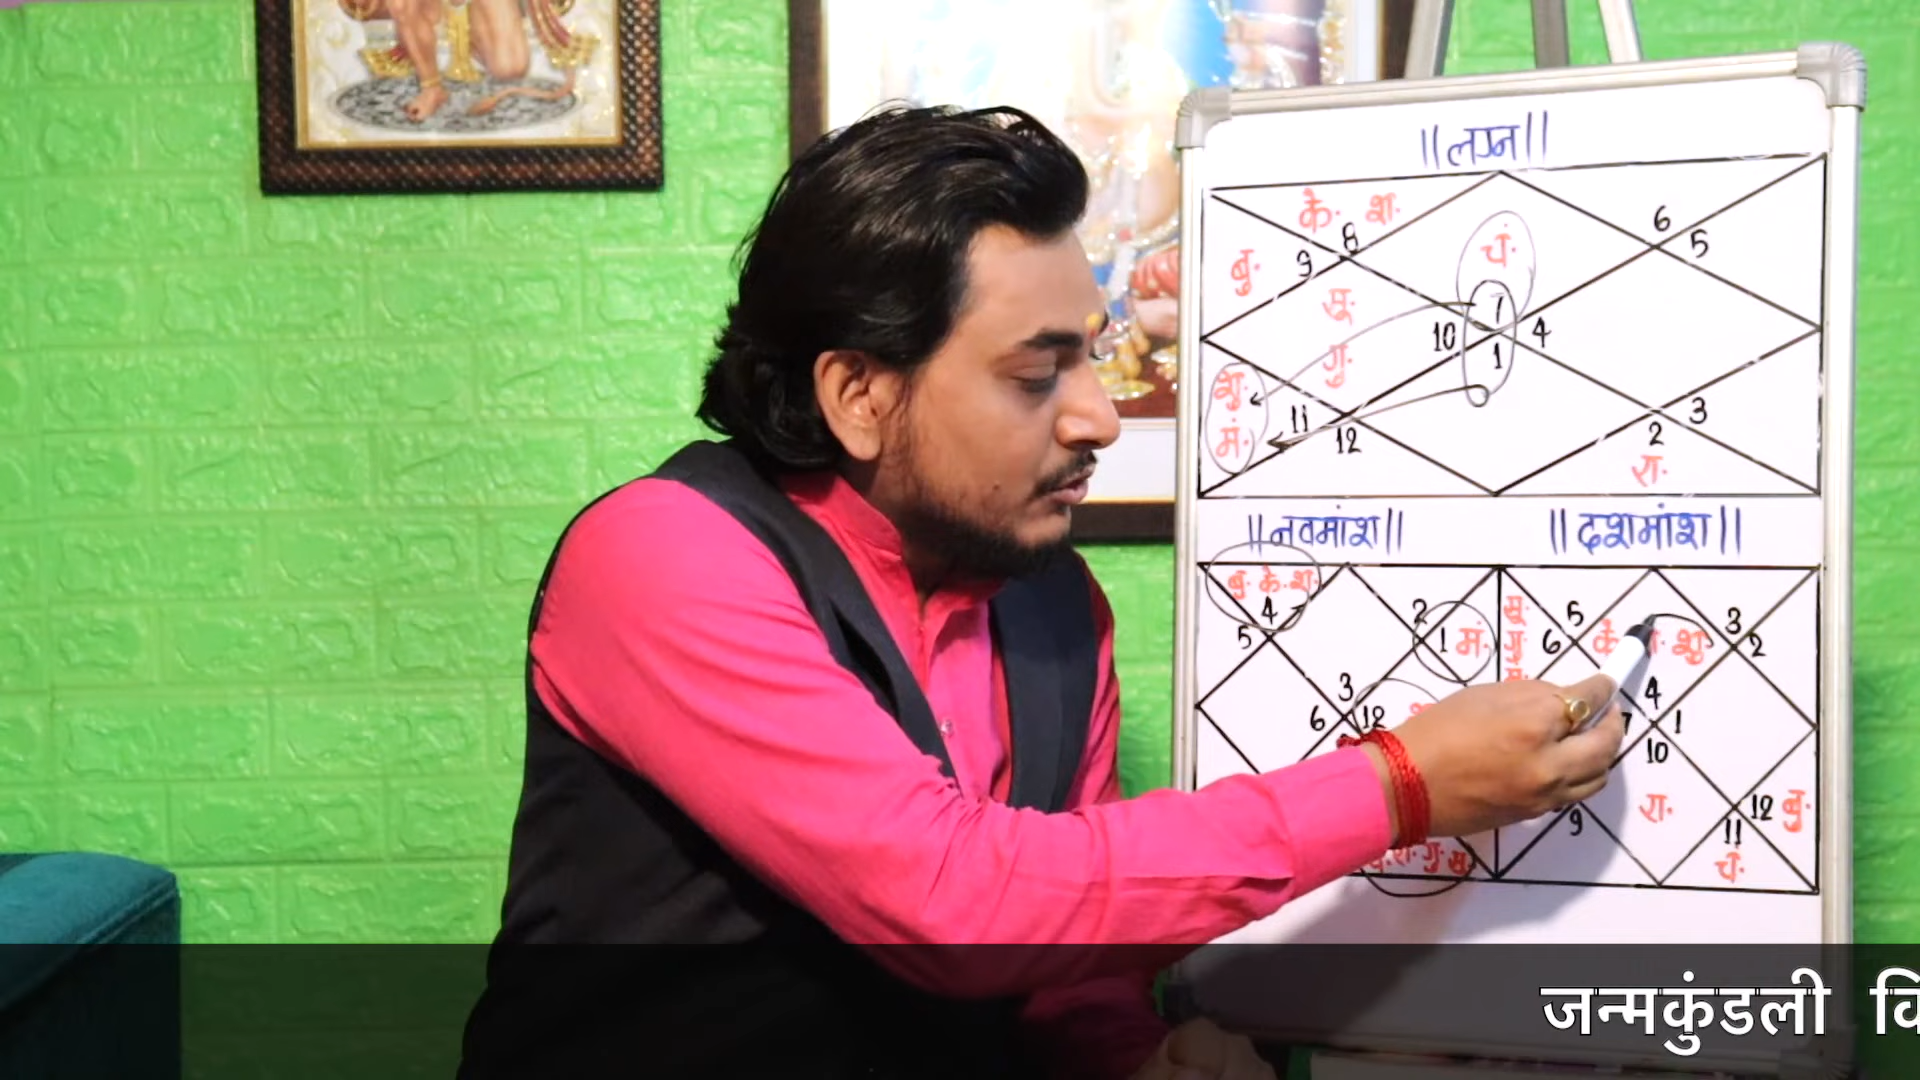 ||लग्न||
के. श.
8
6
5
चं.
बु. 9
सू.
7
10
4
गु.
1
शु.
मं.
11
12
3
2
रा.
||नवमांश||
||दशमांश||
बु. के. श.
4
5
2
1 मं.
3
6
12
सू.
गु.
5
6
के.
शु.
3
2
4
7
1
10
9
रा.
12 बु.
11
चं.
जन्मकुंडली